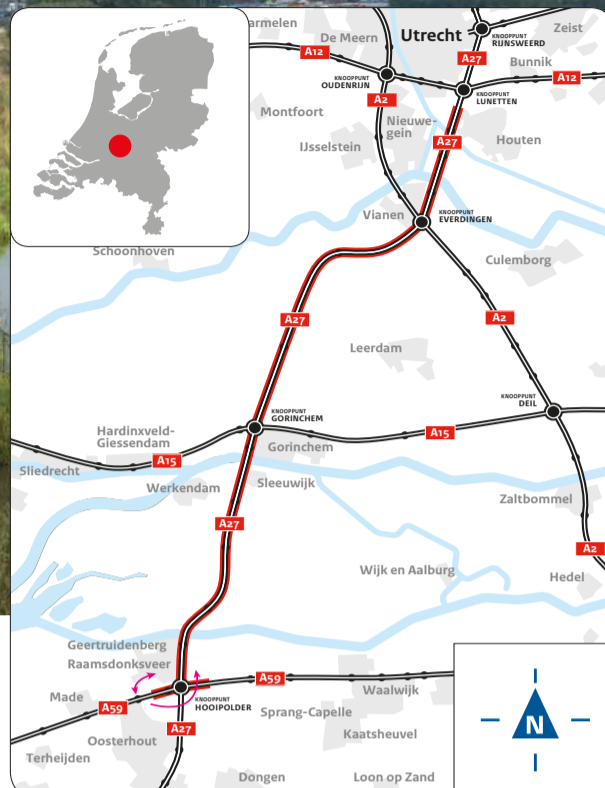 armelen
De Meern
Utrecht
KNOOPPUNT
RIJNSWEERD
Zeist
A12
A27
Bunnik
KNOOPPUNT
OUDENRIJN
A12
KNOOPPUNT
LUNETTEN
A2
Montfoort
Nieuwe-
gein
IJsselstein
A27
Houten
Vianen
KNOOPPUNT
EVERDINGEN
Schoonhoven
Culemborg
A27
A2
Leerdam
KNOOPPUNT
DEIL
KNOOPPUNT
GORINCHEM
Hardinxveld-
Giessendam
A15
Gorinchem
A15
Sliedrecht
Werkendam
Sleeuwijk
Zaltbommel
A27
A2
Wijk en Aalburg
Hedel
Geertruidenberg
Raamsdonksveer
A59
Made
KNOOPPUNT
HOOIPOLDER
Waalwijk
A59
Sprang-Capelle
A27
Kaatsheuvel
Oosterhout
Terheijden
Dongen
Loon op Zand
N